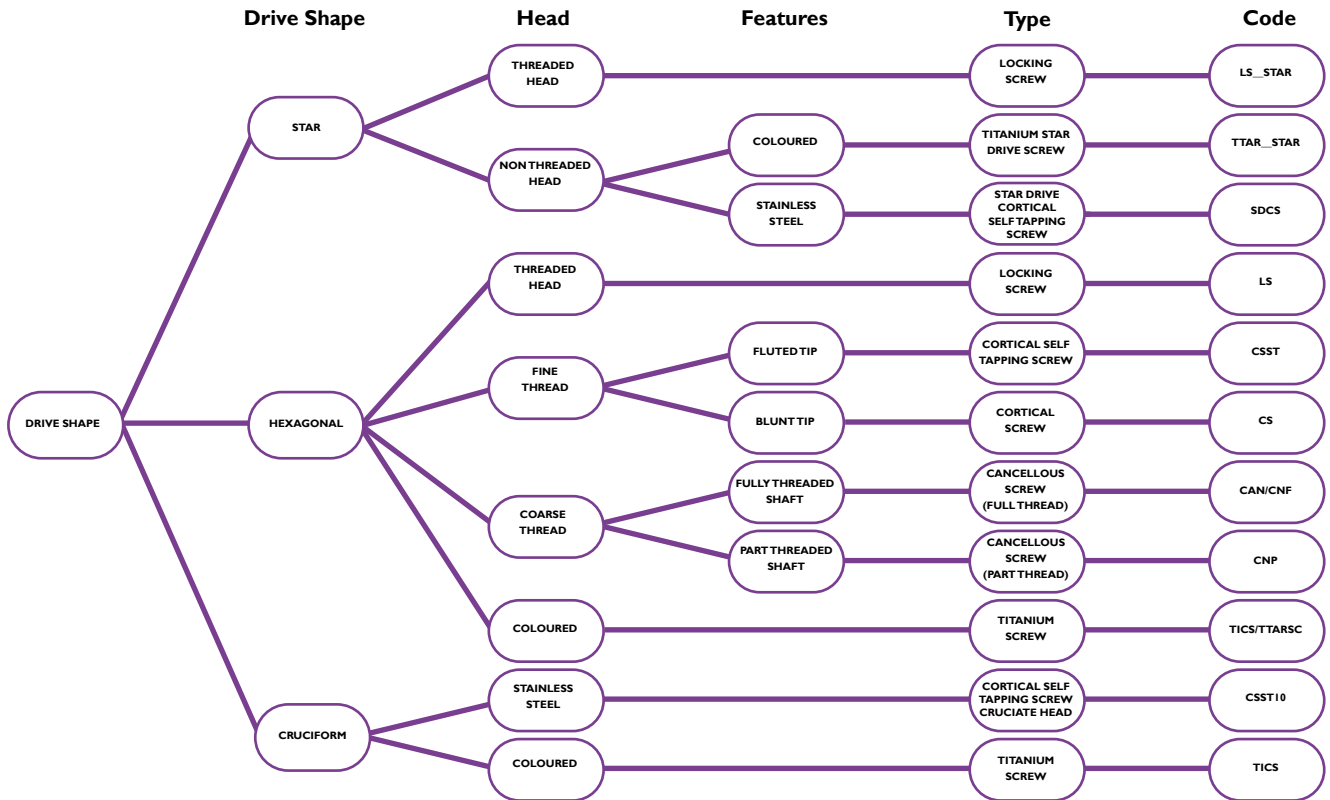 Drive Shape
Head
Features
Type
Code
THREADED
HEAD
LOCKING
SCREW
LS__STAR
STAR
NON THREADED
HEAD
COLOURED
TITANIUM STAR
DRIVE SCREW
TTAR__STAR
STAINLESS
STEEL
STAR DRIVE
CORTICAL
SELF TAPPING
SCREW
SDCS
THREADED
HEAD
LOCKING
SCREW
LS
FINE
THREAD
FLUTED TIP
CORTICAL SELF
TAPPING SCREW
CSST
DRIVE SHAPE
HEXAGONAL
BLUNT TIP
CORTICAL
SCREW
CS
COARSE
THREAD
FULLY THREADED
SHAFT
CANCELLOUS
SCREW
(FULL THREAD)
CAN/CNF
PART THREADED
SHAFT
CANCELLOUS
SCREW
(PART THREAD)
CNP
COLOURED
TITANIUM
SCREW
TICS/TTARSC
STAINLESS
STEEL
CORTICAL SELF
TAPPING SCREW
CRUCIATE HEAD
CSST10
CRUCIFORM
COLOURED
TITANIUM
SCREW
TICS